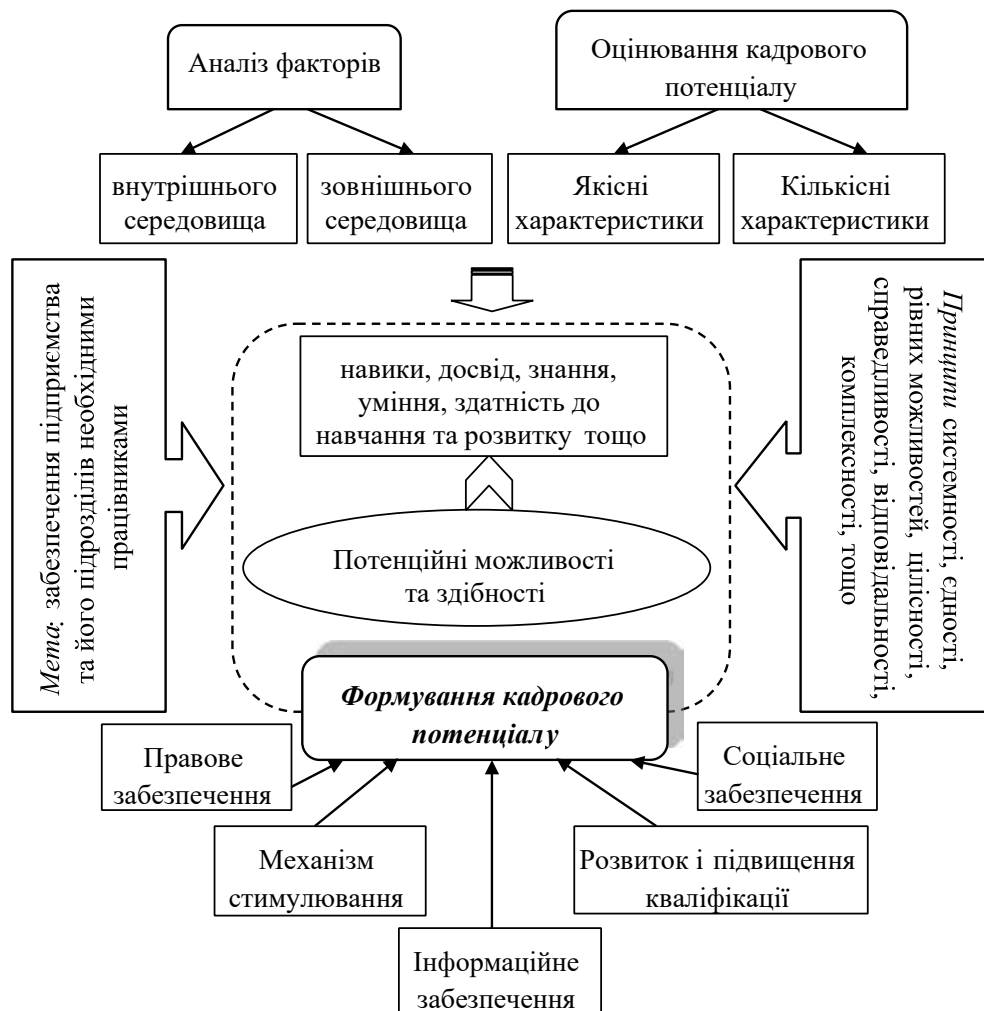 Аналіз факторів
Оцінювання кадрового
потенціалу
внутрішнього
середовища
зовнішнього
середовища
Якісні
характеристики
Кількісні
характеристики
Мета: забезпечення підприємства
та його підрозділів необхідними
працівниками
навики, досвід, знання,
уміння, здатність до
навчання та розвитку тощо
Потенційні можливості
та здібності
Принципи системності, єдності,
рівних можливостей, цілісності,
справедливості, відповідальності,
комплексності, тощо
Формування кадрового
потенціалу
Правове
забезпечення
Соціальне
забезпечення
Механізм
стимулювання
Розвиток і підвищення
кваліфікації
Інформаційне
забезпечення